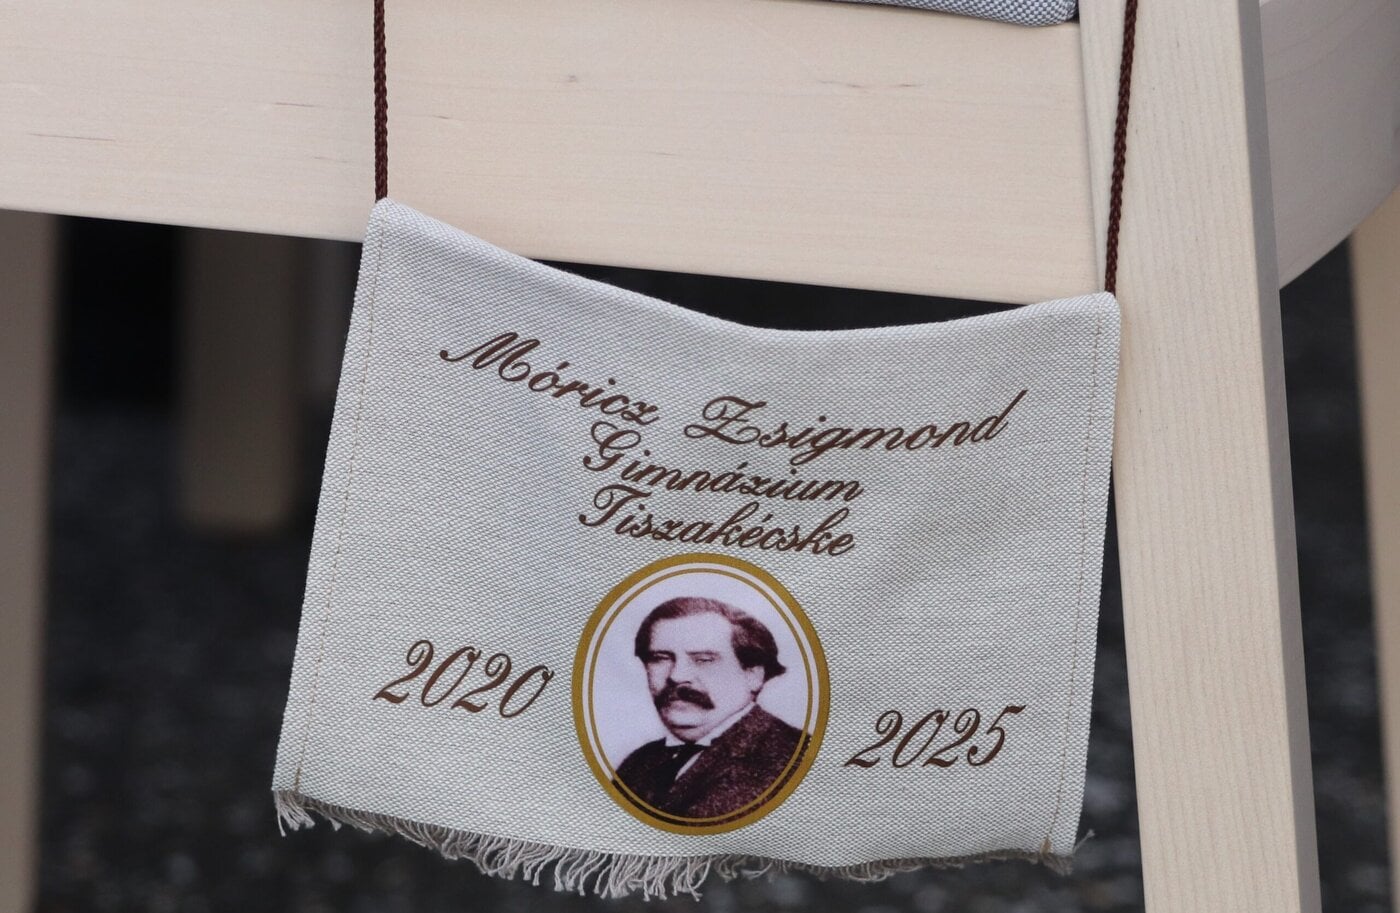 Móricz Zsigmond
Gimnázium
Tiszakécske
2020
2025